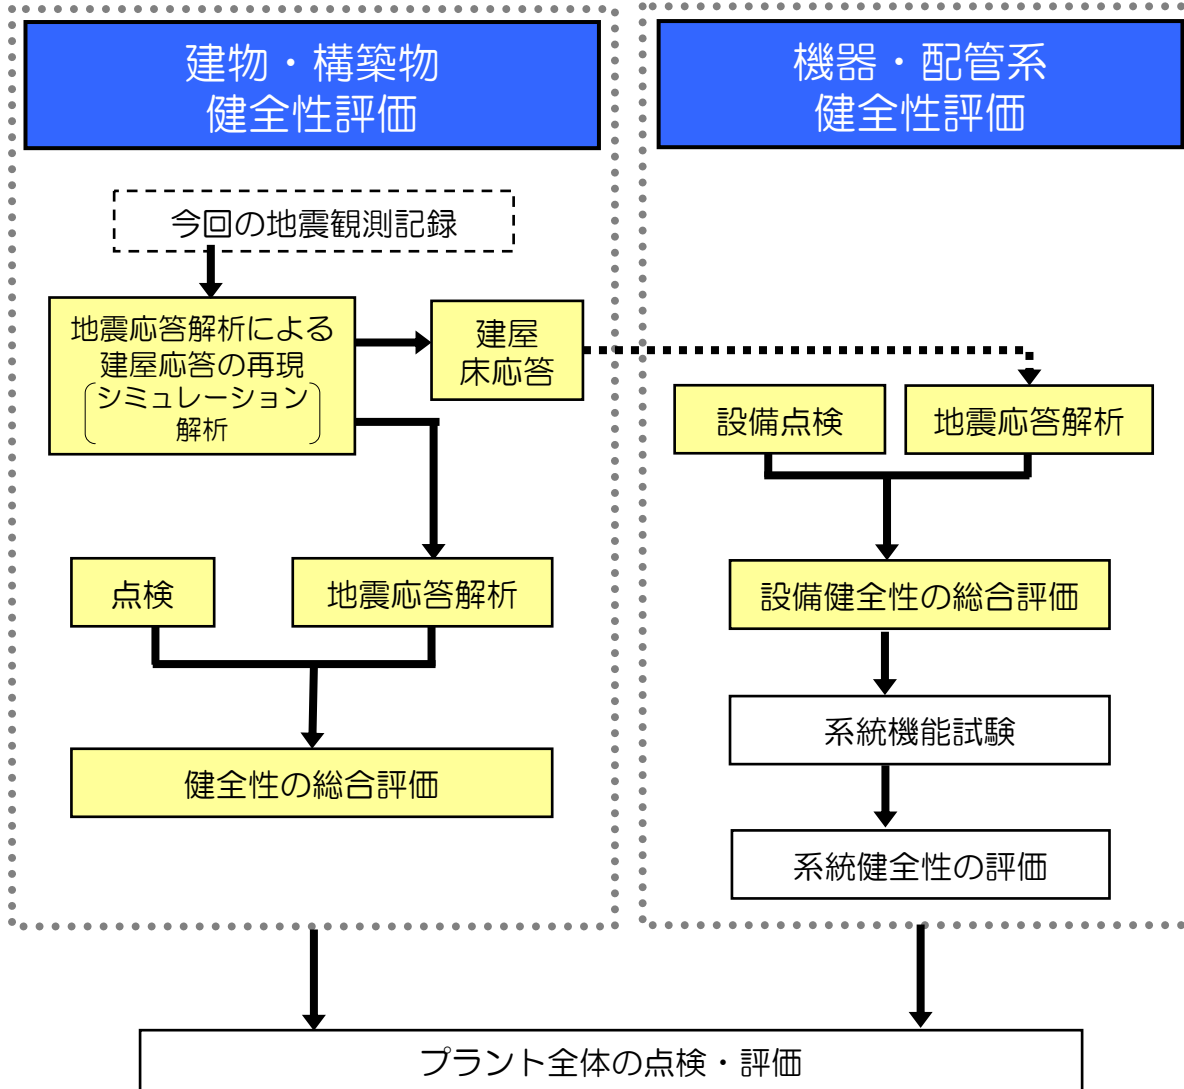 建物・構築物
健全性評価
今回の地震観測記録
地震応答解析による
建屋応答の再現
シミュレーション
解析
建屋
床応答
点検
地震応答解析
健全性の総合評価
機器・配管系
健全性評価
設備点検
地震応答解析
設備健全性の総合評価
系統機能試験
系統健全性の評価
プラント全体の点検・評価